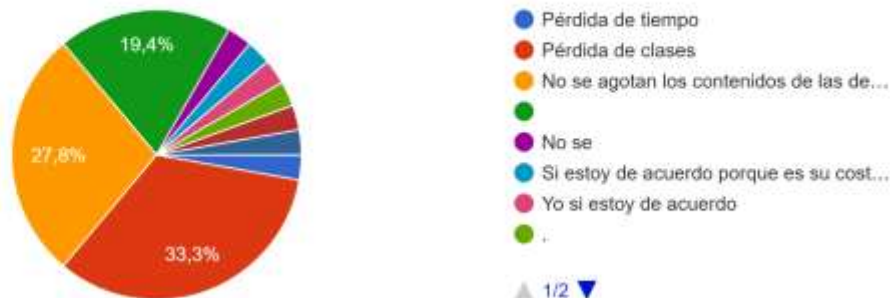 19,4%
27,8%
33,3%
Pérdida de tiempo
Pérdida de clases
No se agotan los contenidos de las de...
No se
Si estoy de acuerdo porque es su cost...
Yo si estoy de acuerdo
.
1/2